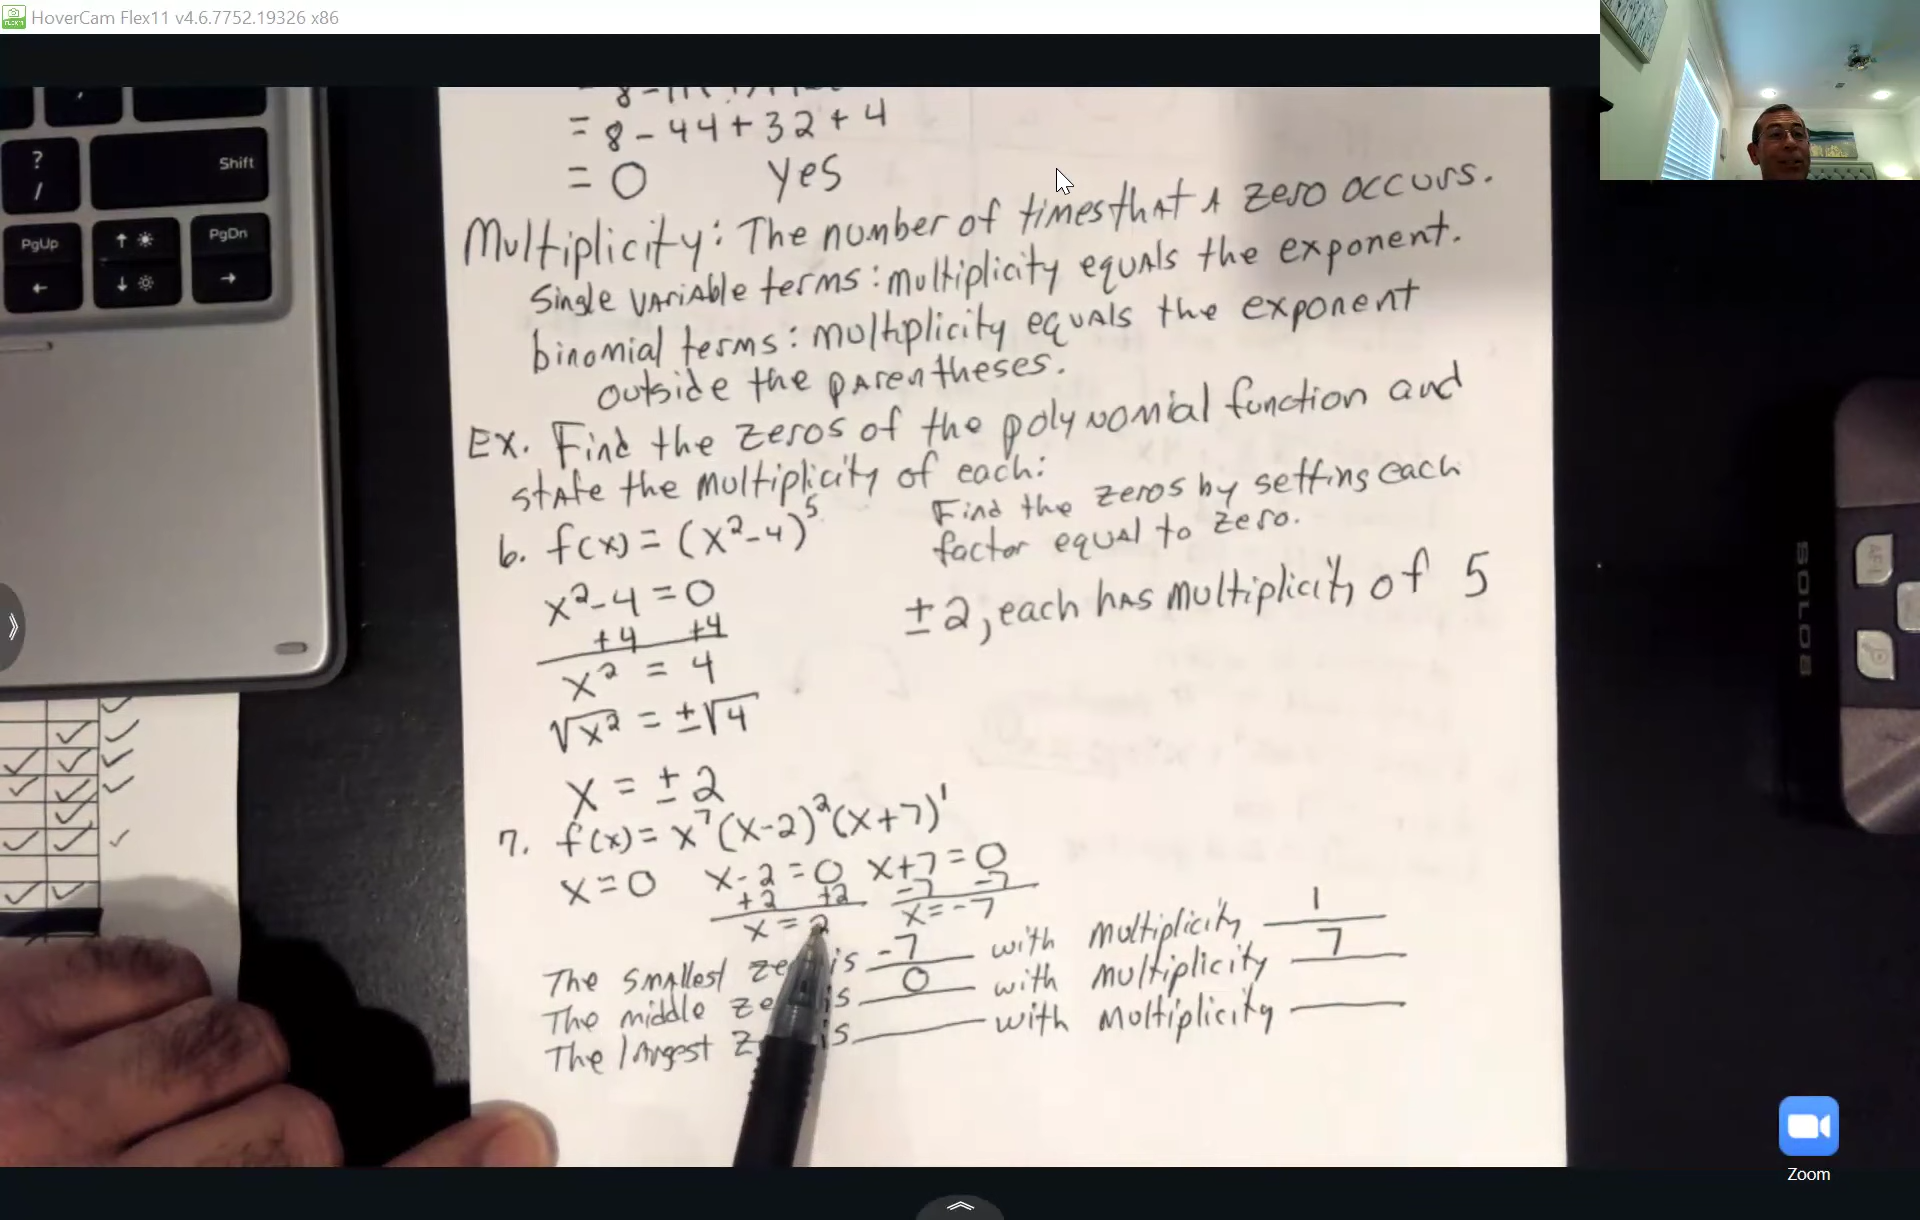 HoverCam Flex11 v4.6.7752.19326 x86
= 8 - 44 + 32 + 4
= 0 yes
Multiplicity: The number of times that A zero occurs.
Single variable terms: multiplicity equals the exponent.
binomial terms: multiplicity equals the exponent
outside the parentheses.
Ex. Find the zeros of the polynomial function and
state the multiplicity of each:
Find the zeros by setting each
factor equal to zero.
6. f(x) = (x²-4)⁵
x²-4 = 0
+4 +4
x² = 4
√x² = ±√4
x = ±2
±2, each has multiplicity of 5
7. f(x) = x⁷(x-2)²(x+7)¹
x = 0 x-2 = 0 x+7 = 0
+2 +2 -7 -7
x = 2 x = -7
The smallest ze is -7 with multiplicity 1
The middle ze is 0 with multiplicity 7
The largest z is with multiplicity
? / Shift
PgUp PgDn
SOLO8
Zoom